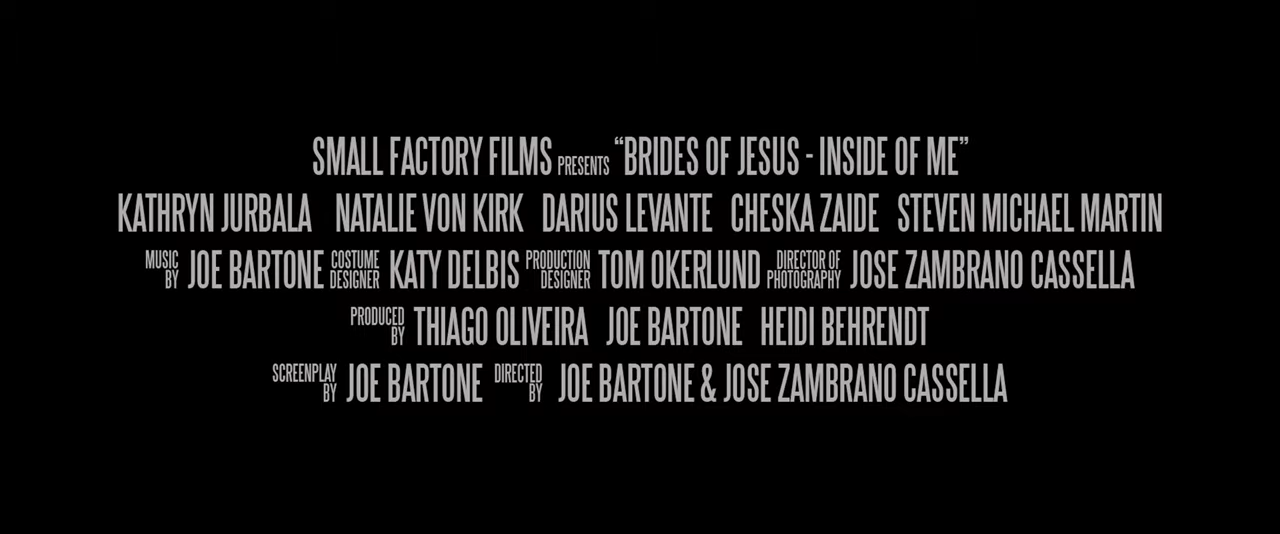 SMALL FACTORY FILMS PRESENTS “BRIDES OF JESUS - INSIDE OF ME”
KATHRYN JURBALA NATALIE VON KIRK DARIUS LEVANTE CHESKA ZAIDE STEVEN MICHAEL MARTIN
MUSIC BY JOE BARTONE COSTUME DESIGNER KATY DELBIS PRODUCTION DESIGNER TOM OKERLUND DIRECTOR OF PHOTOGRAPHY JOSE ZAMBRANO CASSELLA
PRODUCED BY THIAGO OLIVEIRA JOE BARTONE HEIDI BEHRENDT
SCREENPLAY BY JOE BARTONE DIRECTED BY JOE BARTONE & JOSE ZAMBRANO CASSELLA